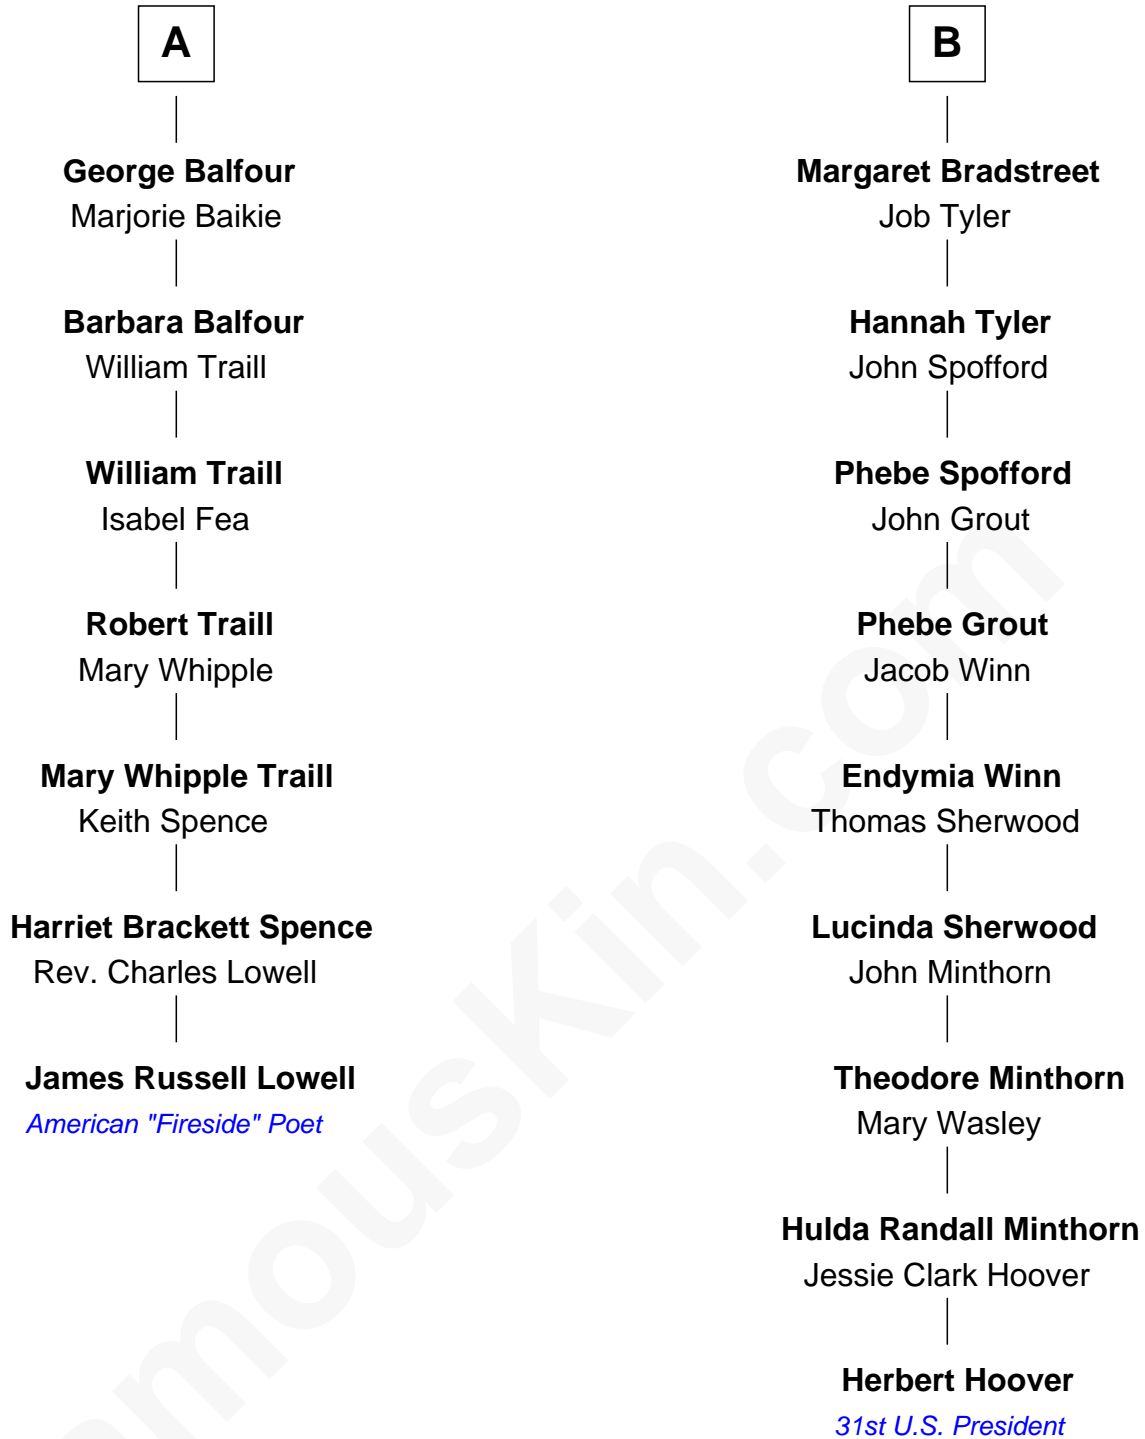 A
George Balfour
Marjorie Baikie
Barbara Balfour
William Traill
William Traill
Isabel Fea
Robert Traill
Mary Whipple
Mary Whipple Traill
Keith Spence
Harriet Brackett Spence
Rev. Charles Lowell
James Russell Lowell
American "Fireside" Poet
B
Margaret Bradstreet
Job Tyler
Hannah Tyler
John Spofford
Phebe Spofford
John Grout
Phebe Grout
Jacob Winn
Endymia Winn
Thomas Sherwood
Lucinda Sherwood
John Minthorn
Theodore Minthorn
Mary Wasley
Hulda Randall Minthorn
Jessie Clark Hoover
Herbert Hoover
31st U.S. President
amousKin.com